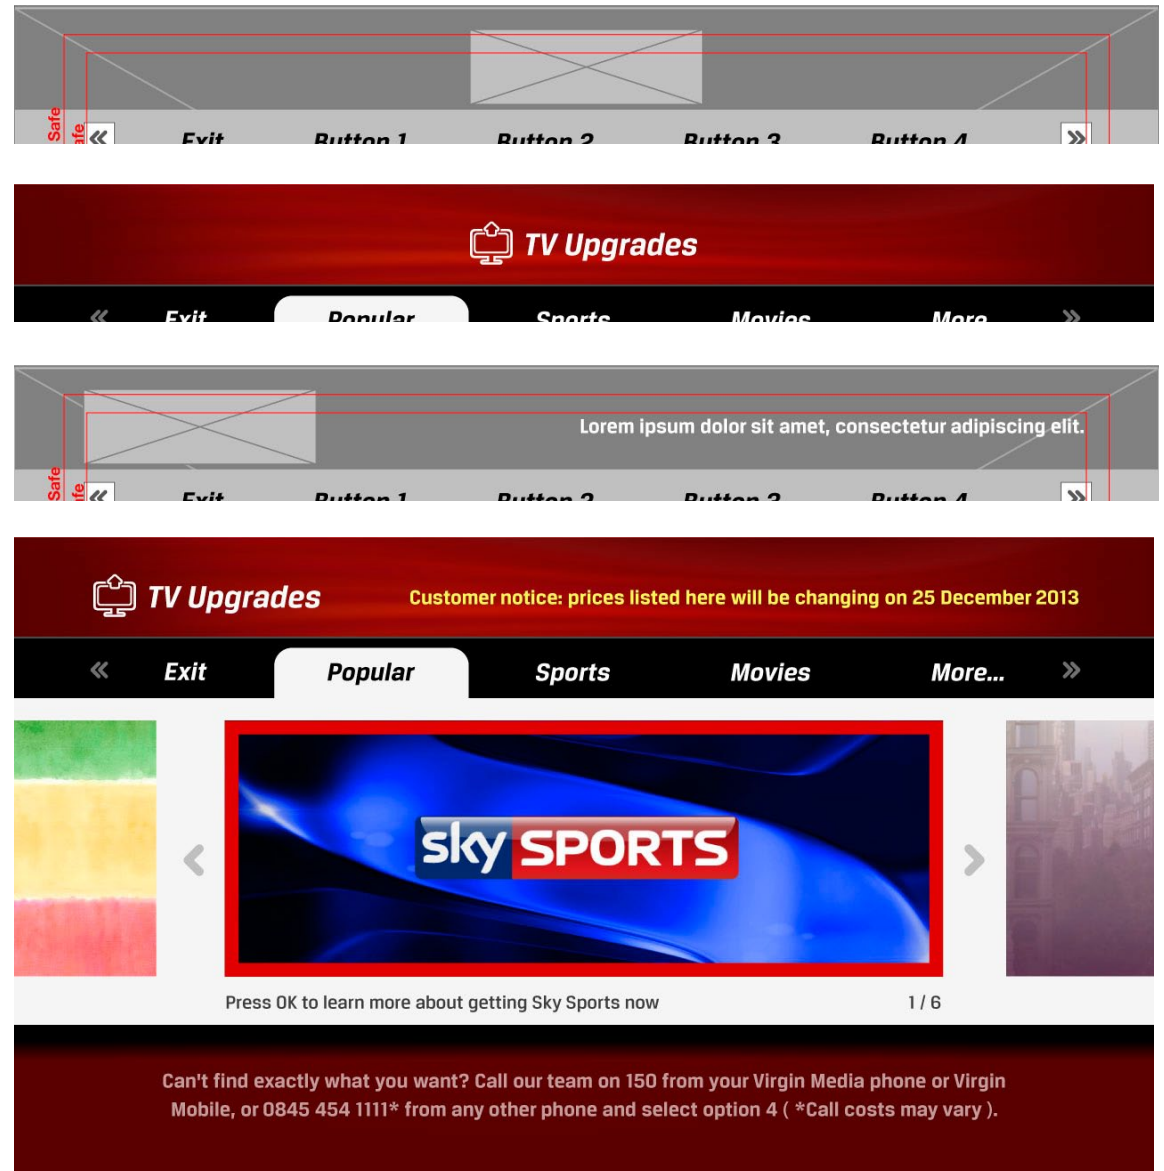 Safe
afe
Exit Button 1 Button 2 Button 3 Button 4
TV Upgrades
Exit Popular Sports Movies More
Lorem ipsum dolor sit amet, consectetur adipiscing elit.
Safe
afe
Exit Button 1 Button 2 Button 3 Button 4
TV Upgrades Customer notice: prices listed here will be changing on 25 December 2013
Exit Popular Sports Movies More...
sky SPORTS
Press OK to learn more about getting Sky Sports now 1 / 6
Can't find exactly what you want? Call our team on 150 from your Virgin Media phone or Virgin
Mobile, or 0845 454 1111* from any other phone and select option 4 ( *Call costs may vary ).